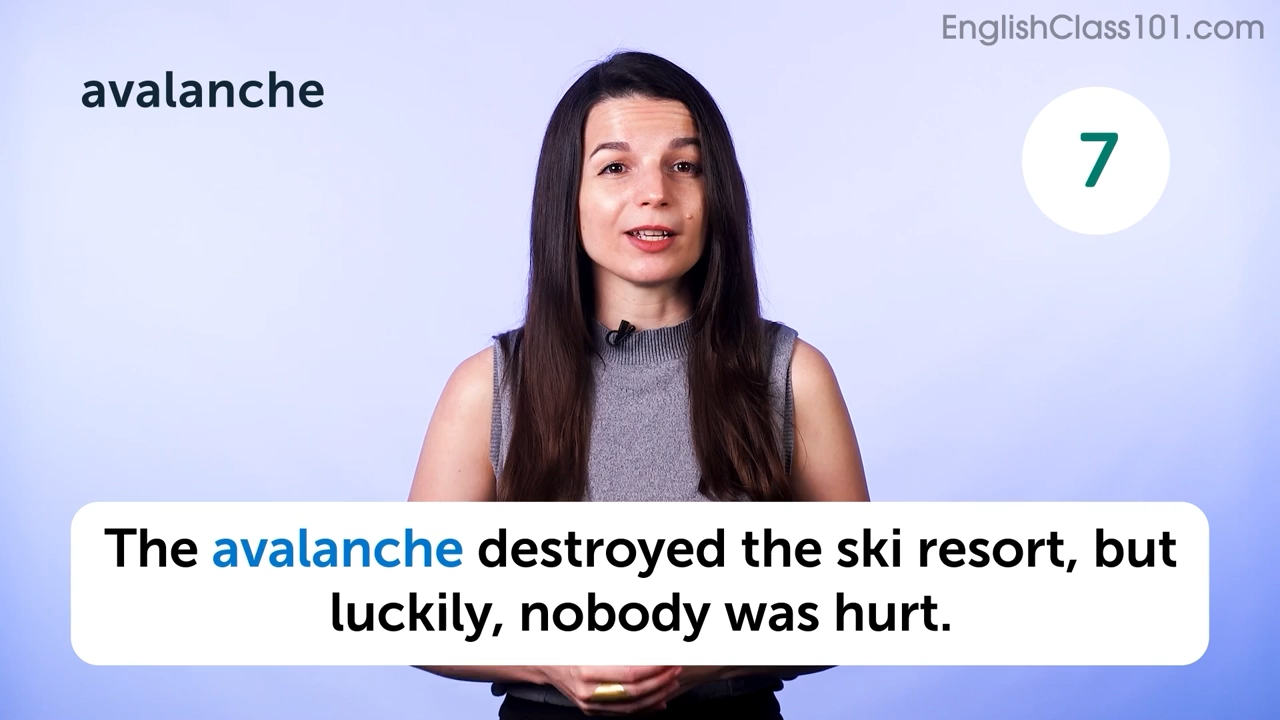 EnglishClass101.com
avalanche
7
The avalanche destroyed the ski resort, but
luckily, nobody was hurt.